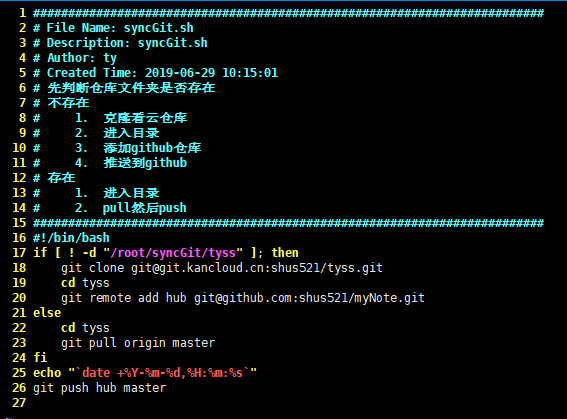 1 #########################################################################
2 # File Name: syncGit.sh
3 # Description: syncGit.sh
4 # Author: ty
5 # Created Time: 2019-06-29 10:15:01
6 # 先判断仓库文件夹是否存在
7 # 不存在
8 #     1.  克隆看云仓库
9 #     2.  进入目录
10 #     3.  添加github仓库
11 #     4.  推送到github
12 # 存在
13 #     1.  进入目录
14 #     2.  pull然后push
15 #########################################################################
16 #!/bin/bash
17 if [ ! -d "/root/syncGit/tyss" ]; then
18     git clone git@git.kancloud.cn:shus521/tyss.git
19     cd tyss
20     git remote add hub git@github.com:shus521/myNote.git
21 else
22     cd tyss
23     git pull origin master
24 fi
25 echo "`date +%Y-%m-%d,%H:%m:%s`"
26 git push hub master
27